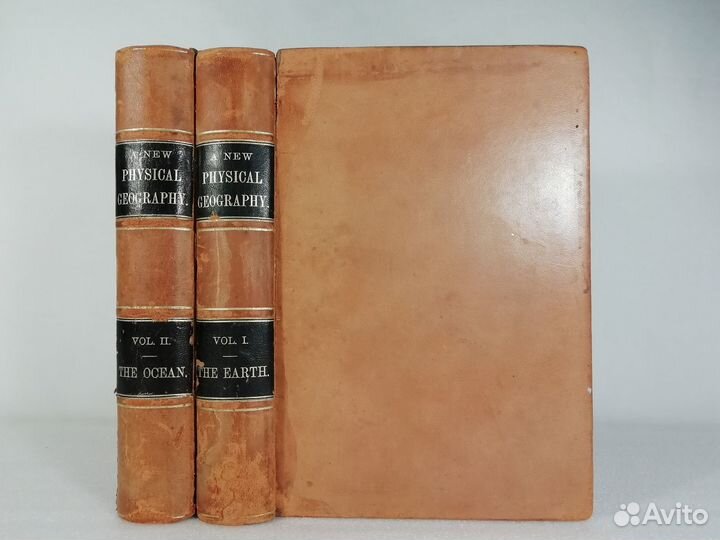 A NEW
PHYSICAL
GEOGRAPHY.
VOL. II.
THE OCEAN.
A NEW
PHYSICAL
GEOGRAPHY.
VOL. I.
THE EARTH.
Avito